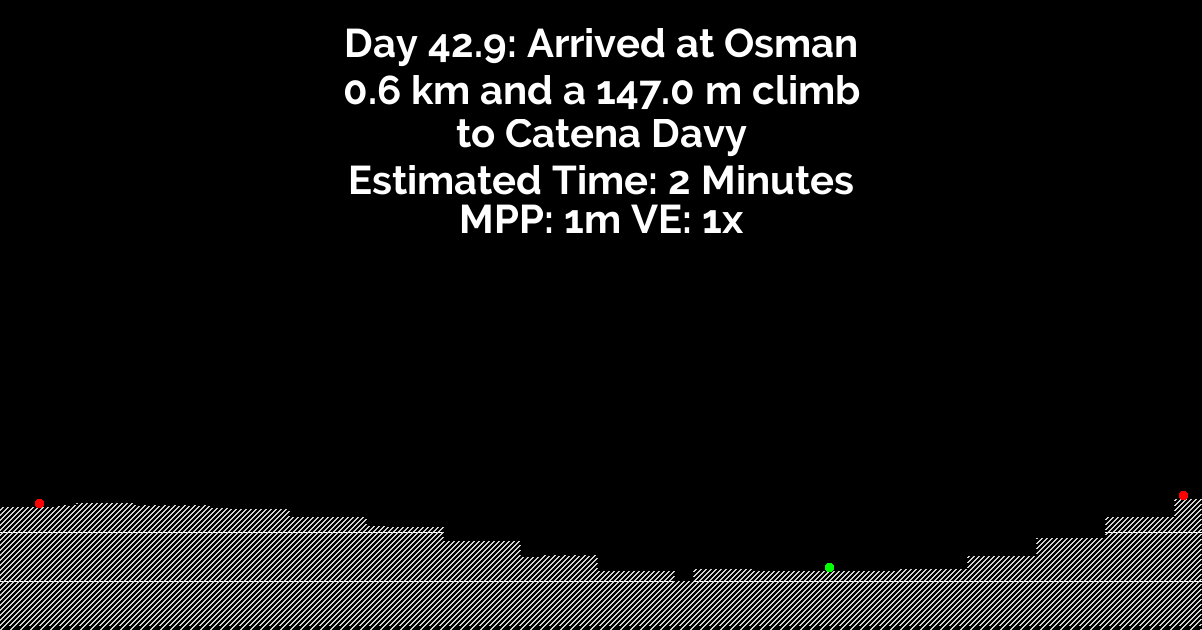 Day 42.9: Arrived at Osman
0.6 km and a 147.0 m climb
to Catena Davy
Estimated Time: 2 Minutes
MPP: 1m VE: 1x